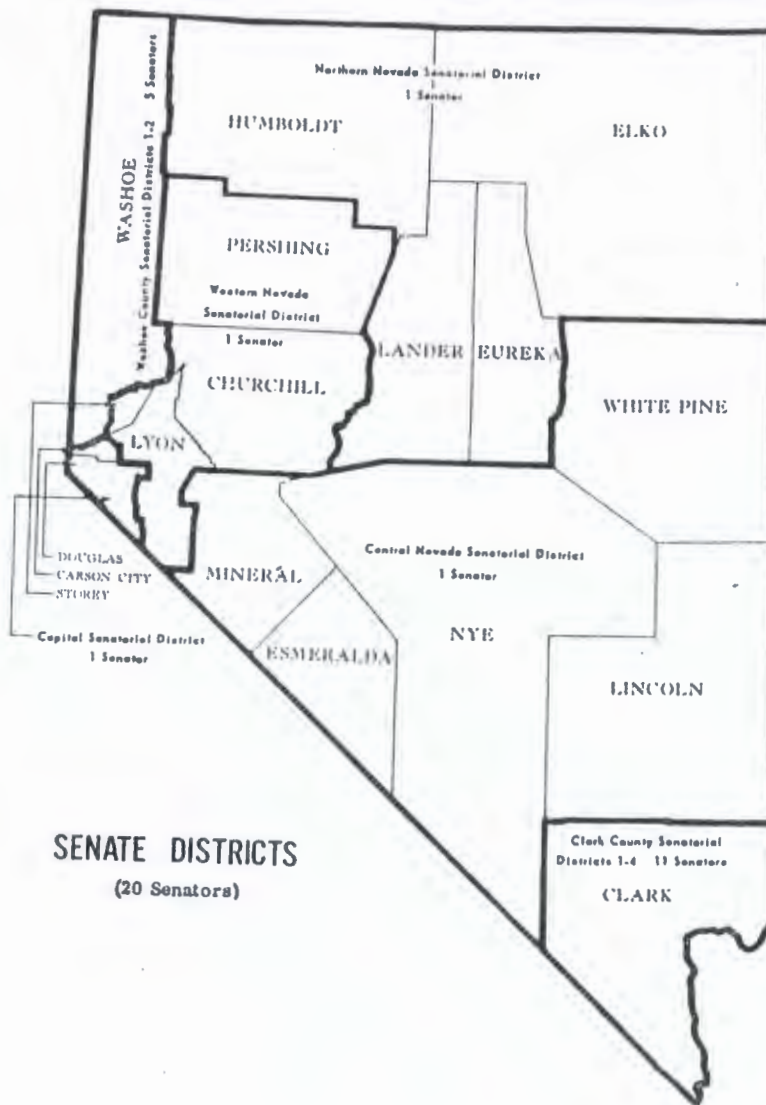 Northern Nevada Senatorial District
1 Senator
HUMBOLDT
ELKO
WASHOE
Washoe County Senatorial Districts 1-2 5 Senators
PERSHING
Western Nevada
Senatorial District
1 Senator
LANDER
EUREKA
CHURCHILL
WHITE PINE
LYON
DOUGLAS
CARSON CITY
STOREY
Capital Senatorial District
1 Senator
MINERAL
Central Nevada Senatorial District
1 Senator
NYE
ESMERALDA
LINCOLN
SENATE DISTRICTS
(20 Senators)
Clark County Senatorial
Districts 1-4 11 Senators
CLARK